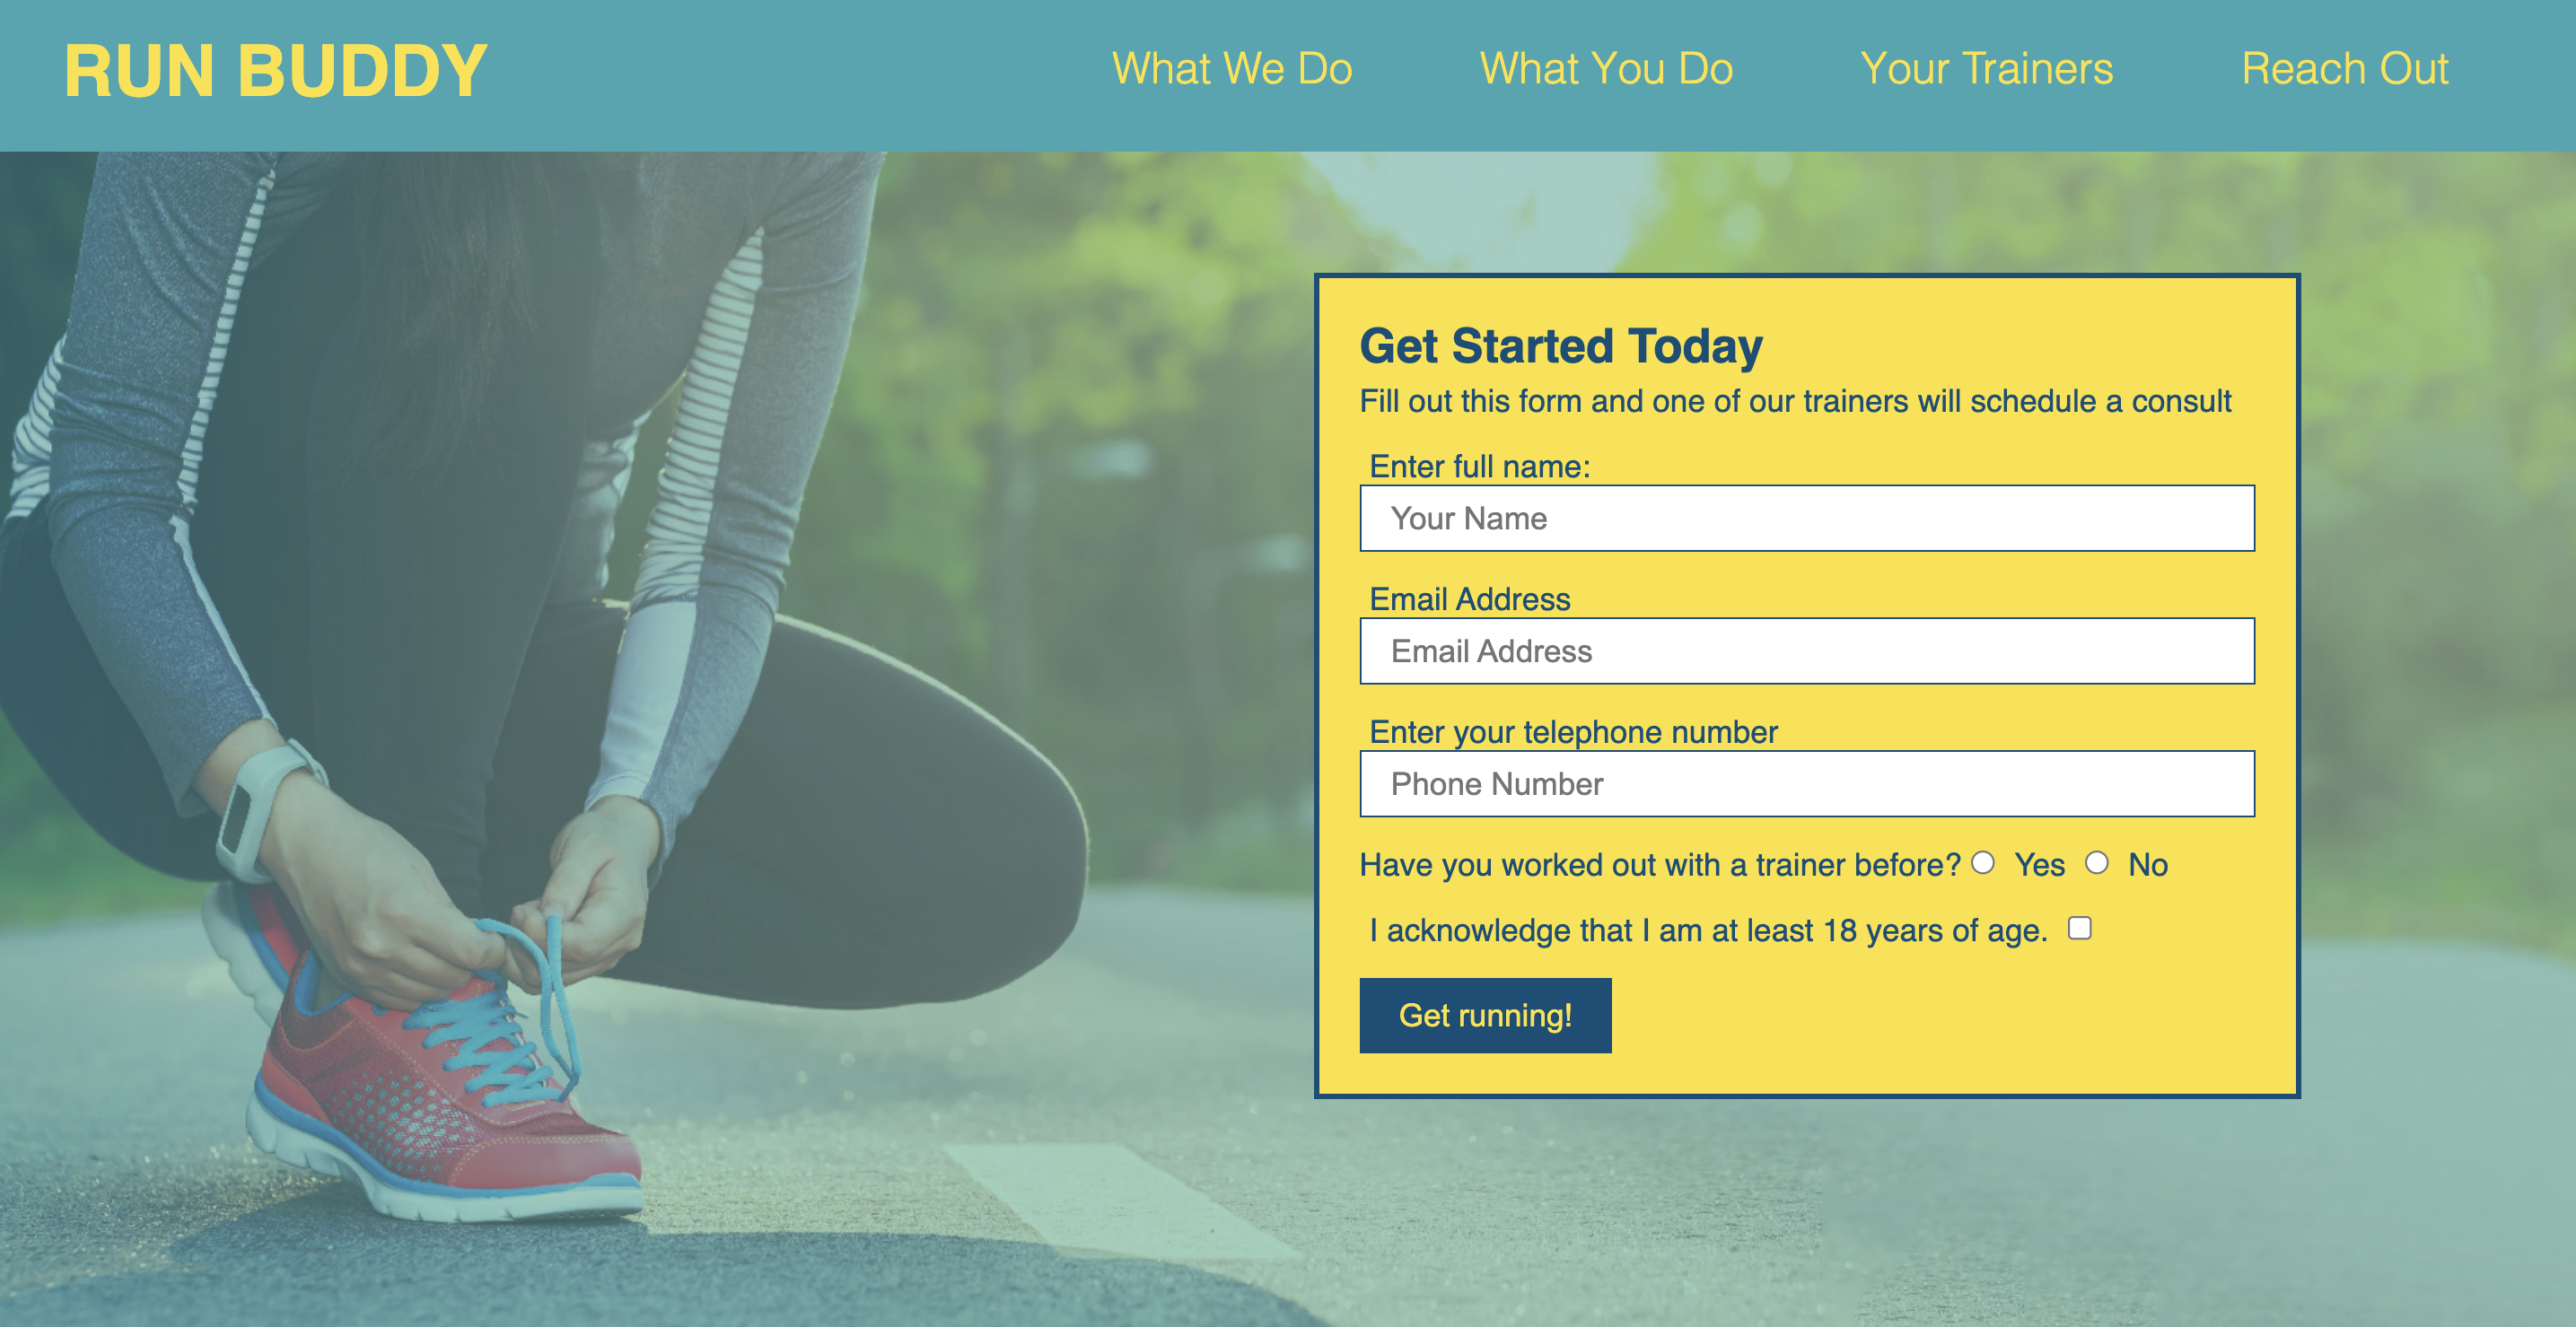 RUN BUDDY
What We Do
What You Do
Your Trainers
Reach Out
Get Started Today
Fill out this form and one of our trainers will schedule a consult
Enter full name:
Your Name
Email Address
Email Address
Enter your telephone number
Phone Number
Have you worked out with a trainer before? Yes No
I acknowledge that I am at least 18 years of age.
Get running!